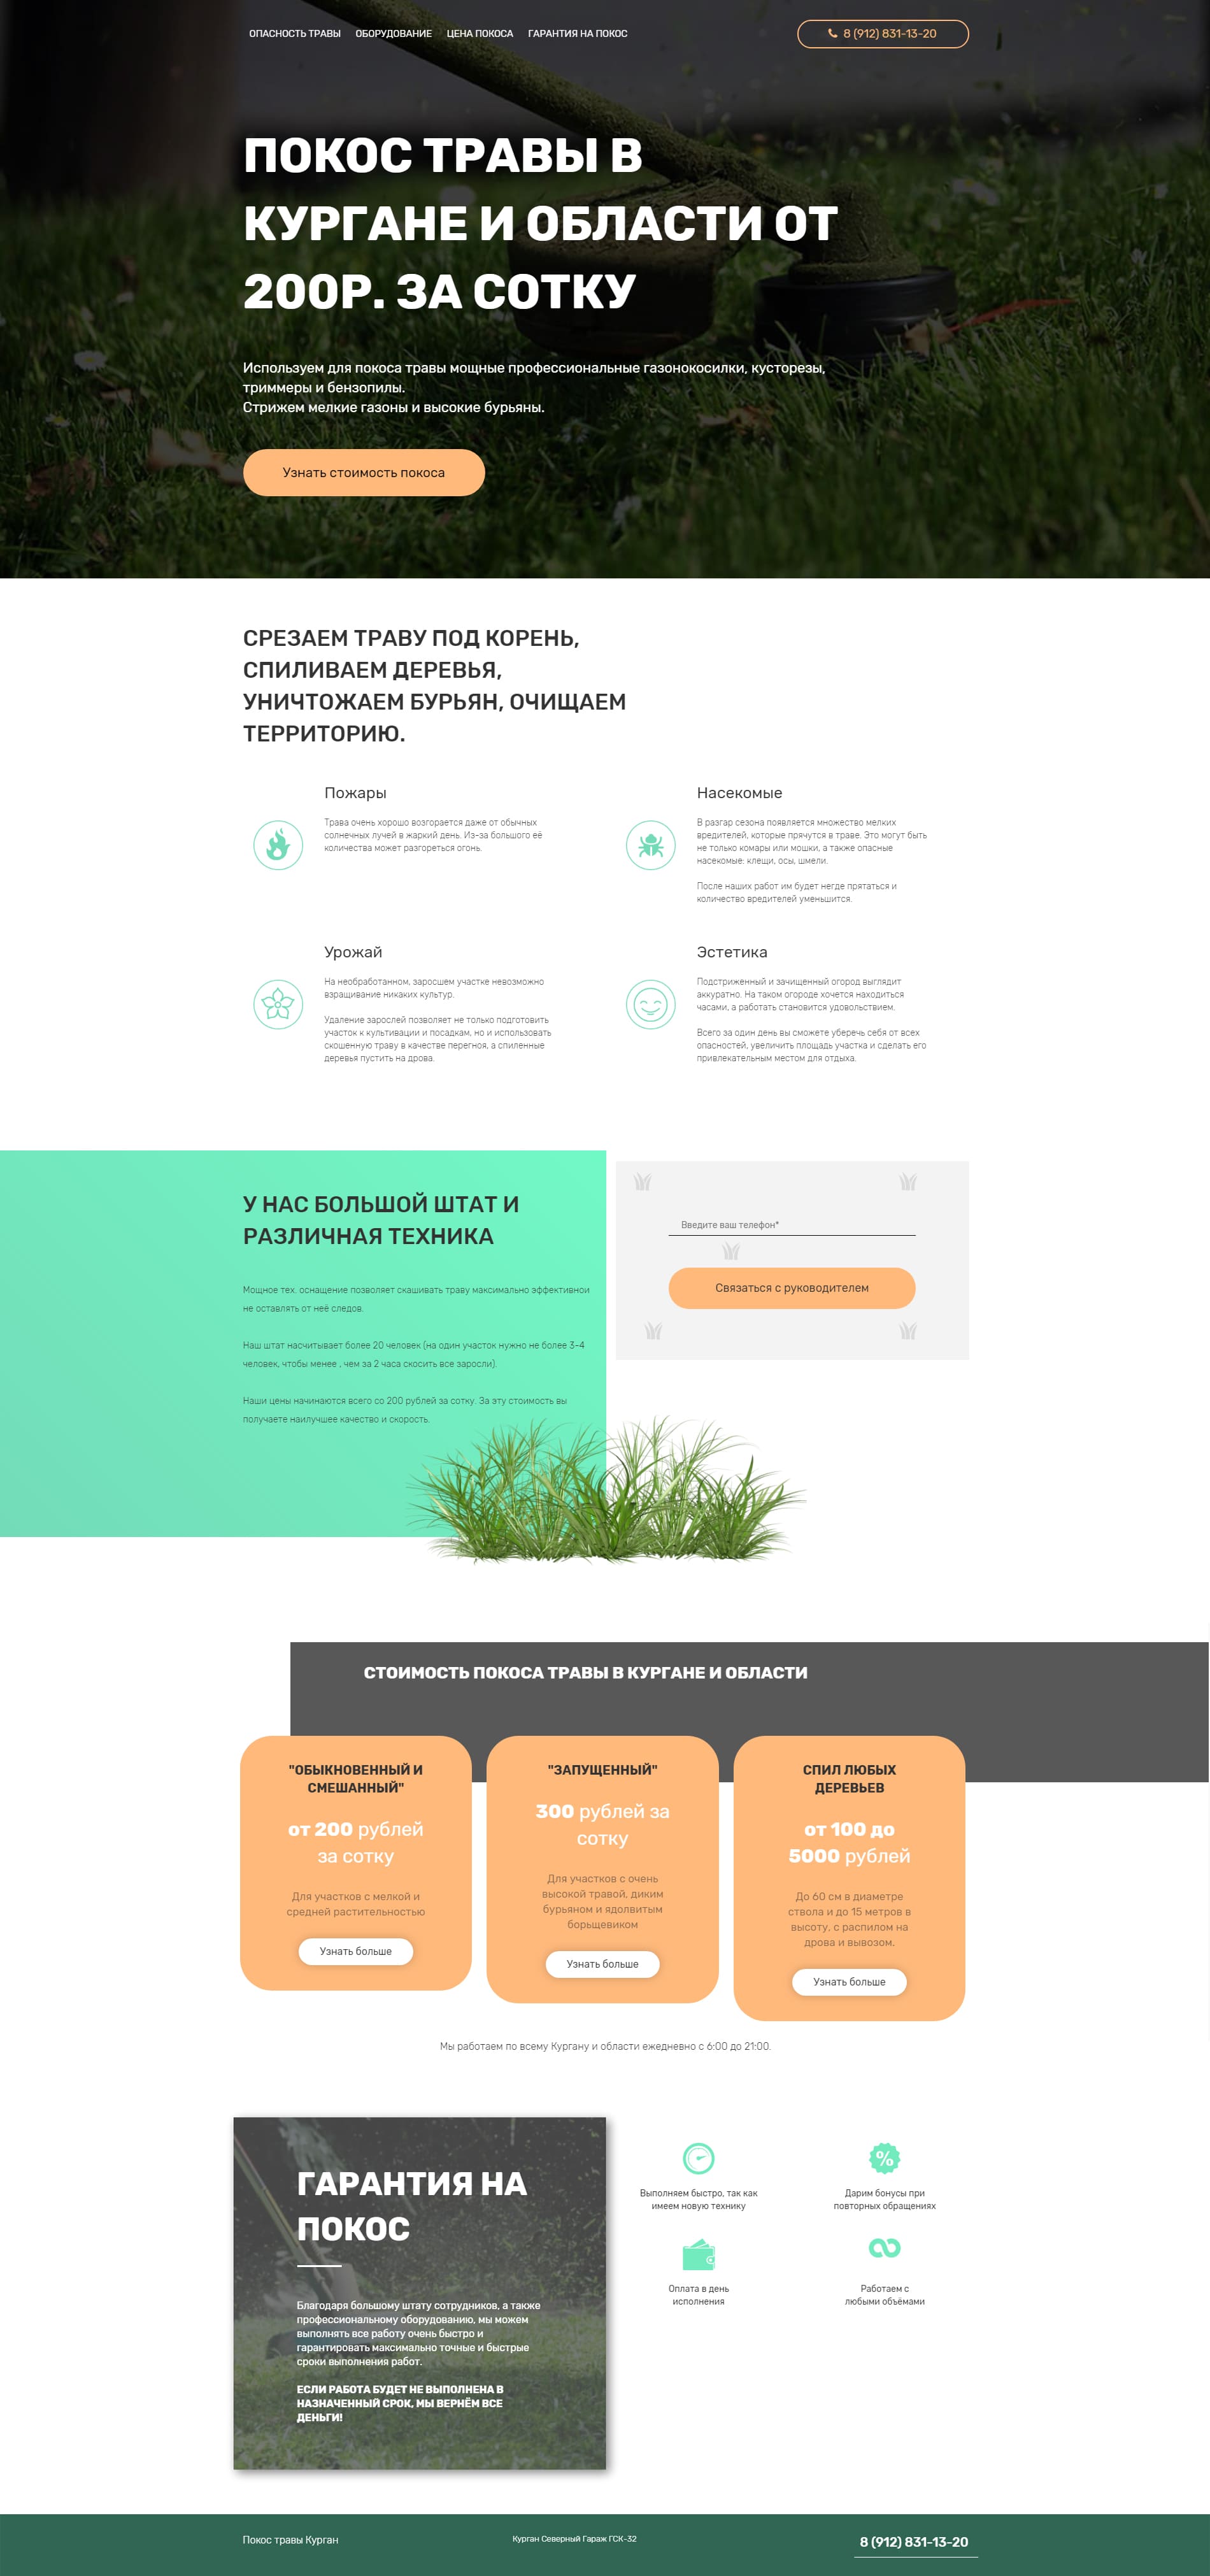 ОПАСНОСТЬ ТРАВЫ ОБОРУДОВАНИЕ ЦЕНА ПОКОСА ГАРАНТИЯ НА ПОКОС
8 (912) 831-13-20
ПОКОС ТРАВЫ В
КУРГАНЕ И ОБЛАСТИ ОТ
200Р. ЗА СОТКУ
Используем для покоса травы мощные профессиональные газонокосилки, кусторезы,
триммеры и бензопилы.
Стрижем мелкие газоны и высокие бурьяны.
Узнать стоимость покоса
СРЕЗАЕМ ТРАВУ ПОД КОРЕНЬ,
СПИЛИВАЕМ ДЕРЕВЬЯ,
УНИЧТОЖАЕМ БУРЬЯН, ОЧИЩАЕМ
ТЕРРИТОРИЮ.
Пожары
Трава очень хорошо возгорается даже от обычных
солнечных лучей в жаркий день. Из-за большого её
количества может разгореться огонь.
Насекомые
В разгар сезона появляется множество мелких
вредителей, которые прячутся в траве. Это могут быть
не только комары или мошки, а также опасные
насекомые: клещи, осы, шмели.
После наших работ им будет негде прятаться и
количество вредителей уменьшится.
Урожай
На необработанном, заросшем участке невозможно
взращивание никаких культур.
Удаление зарослей позволяет не только подготовить
участок к культивации и посадкам, но и использовать
скошенную траву в качестве перегноя, а спиленные
деревья пустить на дрова.
Эстетика
Подстриженный и зачищенный огород выглядит
аккуратно. На таком огороде хочется находиться
часами, а работать становится удовольствием.
Всего за один день вы сможете уберечь себя от всех
опасностей, увеличить площадь участка и сделать его
привлекательным местом для отдыха.
У НАС БОЛЬШОЙ ШТАТ И
РАЗЛИЧНАЯ ТЕХНИКА
Мощное тех. оснащение позволяет скашивать траву максимально эффективнои
не оставлять от неё следов.
Наш штат насчитывает более 20 человек (на один участок нужно не более 3-4
человек, чтобы менее , чем за 2 часа скосить все заросли).
Наши цены начинаются всего со 200 рублей за сотку. За эту стоимость вы
получаете наилучшее качество и скорость.
Введите ваш телефон*
Связаться с руководителем
СТОИМОСТЬ ПОКОСА ТРАВЫ В КУРГАНЕ И ОБЛАСТИ
"ОБЫКНОВЕННЫЙ И
СМЕШАННЫЙ"
от 200 рублей
за сотку
Для участков с мелкой и
средней растительностью
Узнать больше
"ЗАПУЩЕННЫЙ"
300 рублей за
сотку
Для участков с очень
высокой травой, диким
бурьяном и ядолвитым
борьщевиком
Узнать больше
СПИЛ ЛЮБЫХ
ДЕРЕВЬЕВ
от 100 до
5000 рублей
До 60 см в диаметре
ствола и до 15 метров в
высоту, с распилом на
дрова и вывозом.
Узнать больше
Мы работаем по всему Кургану и области ежедневно с 6:00 до 21:00.
ГАРАНТИЯ НА
ПОКОС
Благодаря большому штату сотрудников, а также
профессиональному оборудованию, мы можем
выполнять все работу очень быстро и
гарантировать максимально точные и быстрые
сроки выполнения работ.
ЕСЛИ РАБОТА БУДЕТ НЕ ВЫПОЛНЕНА В
НАЗНАЧЕННЫЙ СРОК, МЫ ВЕРНЁМ ВСЕ
ДЕНЬГИ!
Выполняем быстро, так как
имеем новую технику
%
Дарим бонусы при
повторных обращениях
Оплата в день
исполнения
Работаем с
любыми объёмами
Покос травы Курган
Курган Северный Гараж ГСК-32
8 (912) 831-13-20